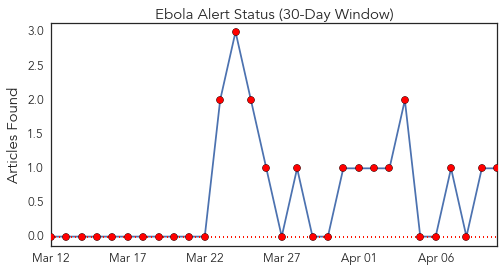 Ebola Alert Status (30-Day Window)
Articles Found
3.0
2.5
2.0
1.5
1.0
0.5
0.0
Mar 12 Mar 17 Mar 22 Mar 27 Apr 01 Apr 06